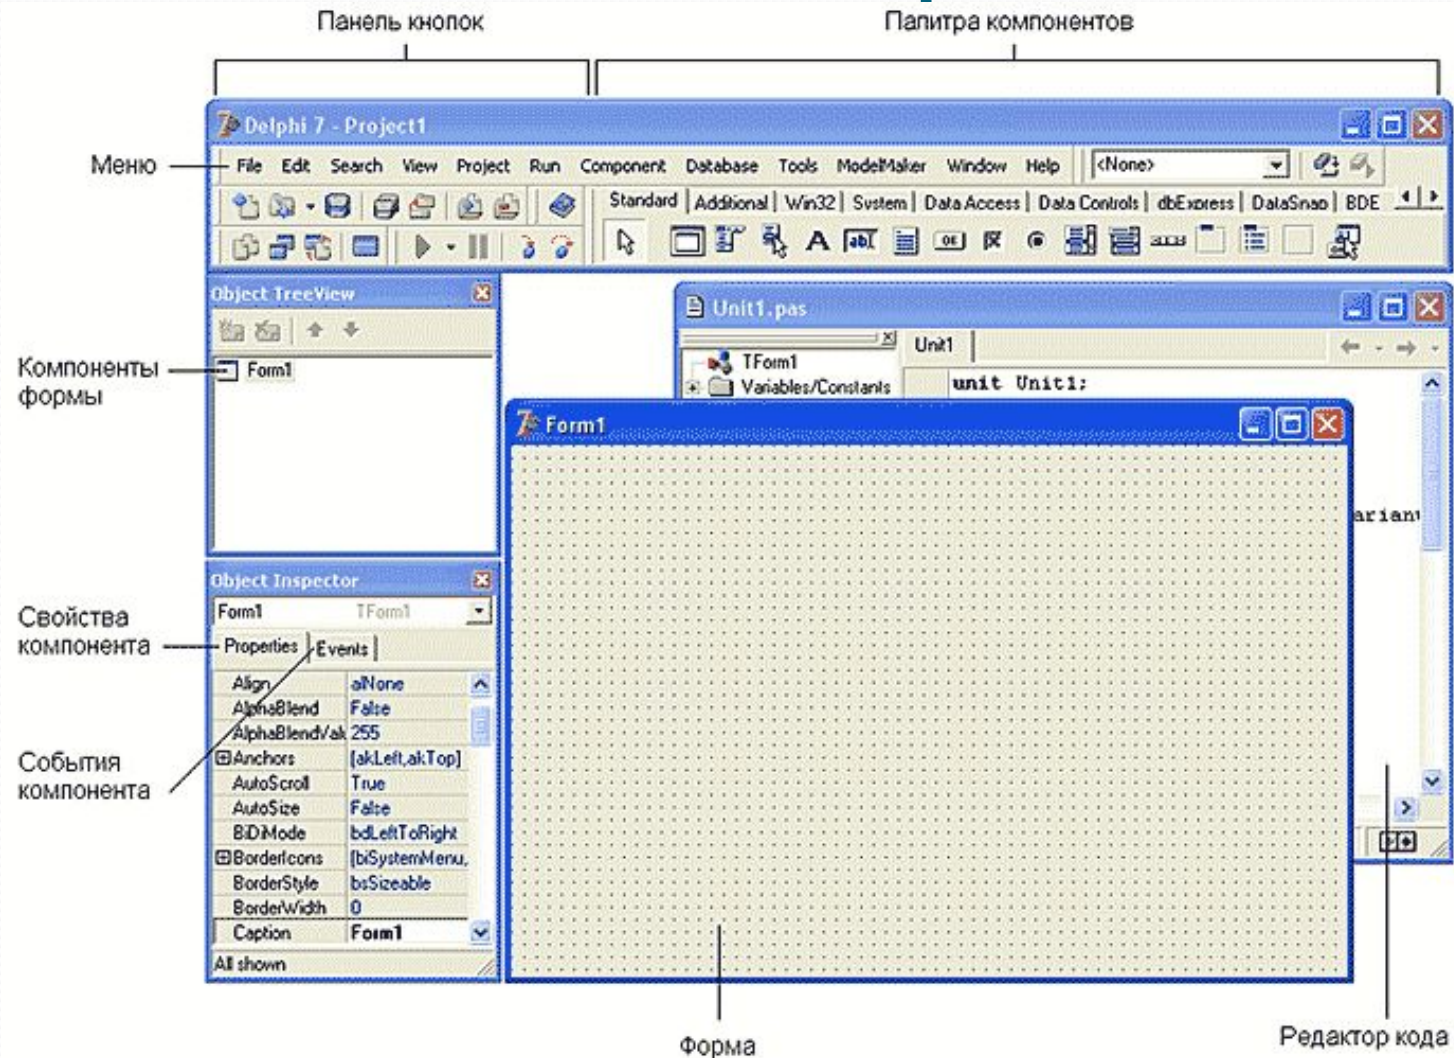 Панель кнопок
Палитра компонентов
Delphi 7 - Project1
Меню
File Edit Search View Project Run Component Database Tools ModelMaker Window Help <None>
Standard Additional Win32 System Data Access Data Controls dbExpress DataSnap BDE
Object TreeView
Unit1.pas
Unit1
TForm1
Variables/Constants
unit Unit1;
Компоненты
формы
Form1
Form1
ariant
Object Inspector
Form1 TForm1
Свойства
компонента
Properties Events
Align alNone
AlphaBlend False
AlphaBlendVal 255
Anchors [akLeft,akTop]
AutoScroll True
AutoSize False
BiDiMode bdLeftToRight
BorderIcons [biSystemMenu,
BorderStyle bsSizeable
BorderWidth 0
Caption Form1
All shown
События
компонента
Форма
Редактор кода